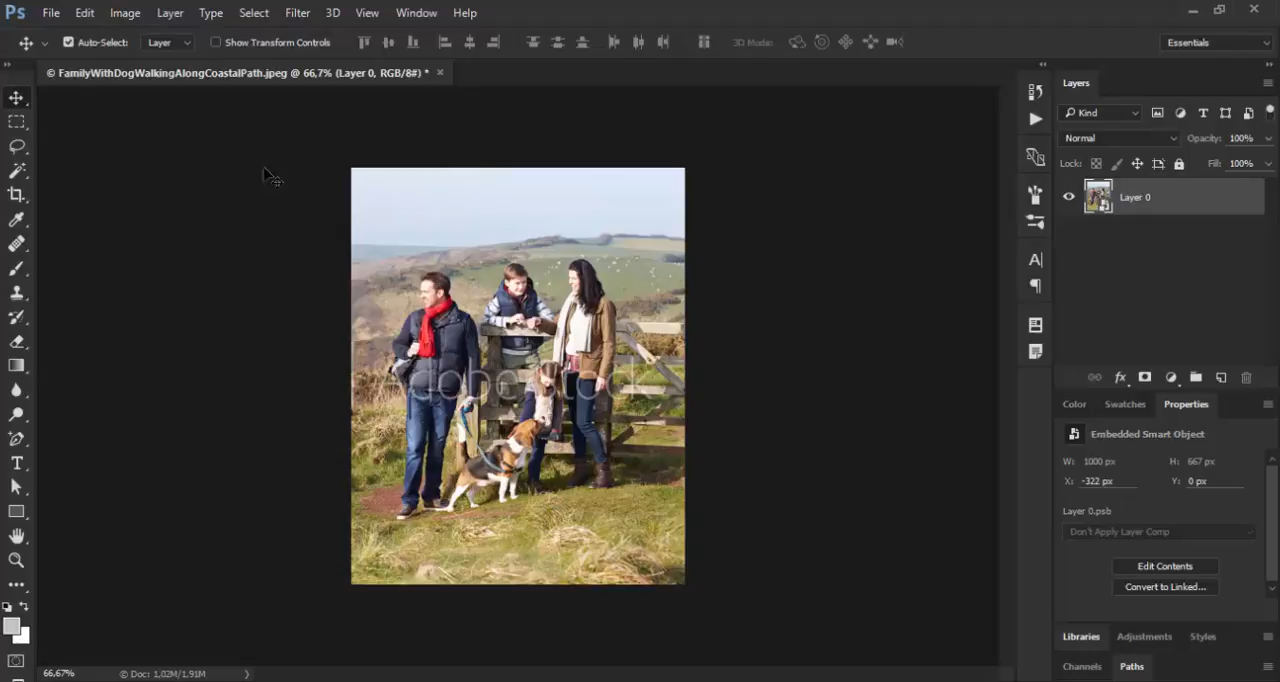 Ps File Edit Image Layer Type Select Filter 3D View Window Help
Auto-Select: Layer Show Transform Controls 3D Mode: Essentials
© FamilyWithDogWalkingAlongCoastalPath.jpeg @ 66,7% (Layer 0, RGB/8#) * ×
Layers
Kind
Normal Opacity: 100%
Lock: Fill: 100%
Layer 0
Adobe Stock
fx
Color Swatches Properties
Embedded Smart Object
W: 1000 px H: 667 px
X: -322 px Y: 0 px
Layer 0.psb
Don't Apply Layer Comp
Edit Contents
Convert to Linked...
Libraries Adjustments Styles
Channels Paths
66,67% © Doc: 1,02M/1,91M